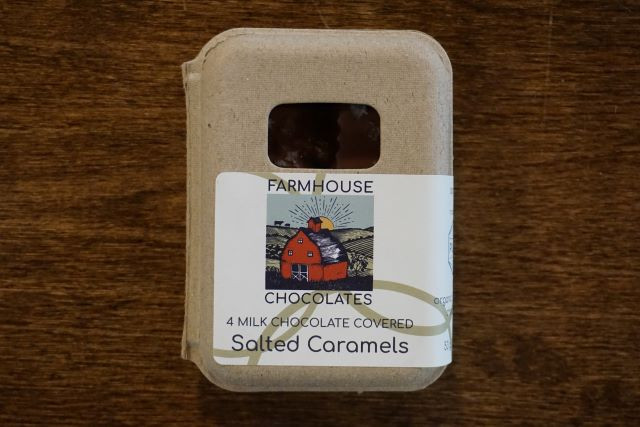 FARMHOUSE
CHOCOLATES
4 MILK CHOCOLATE COVERED
Salted Caramels